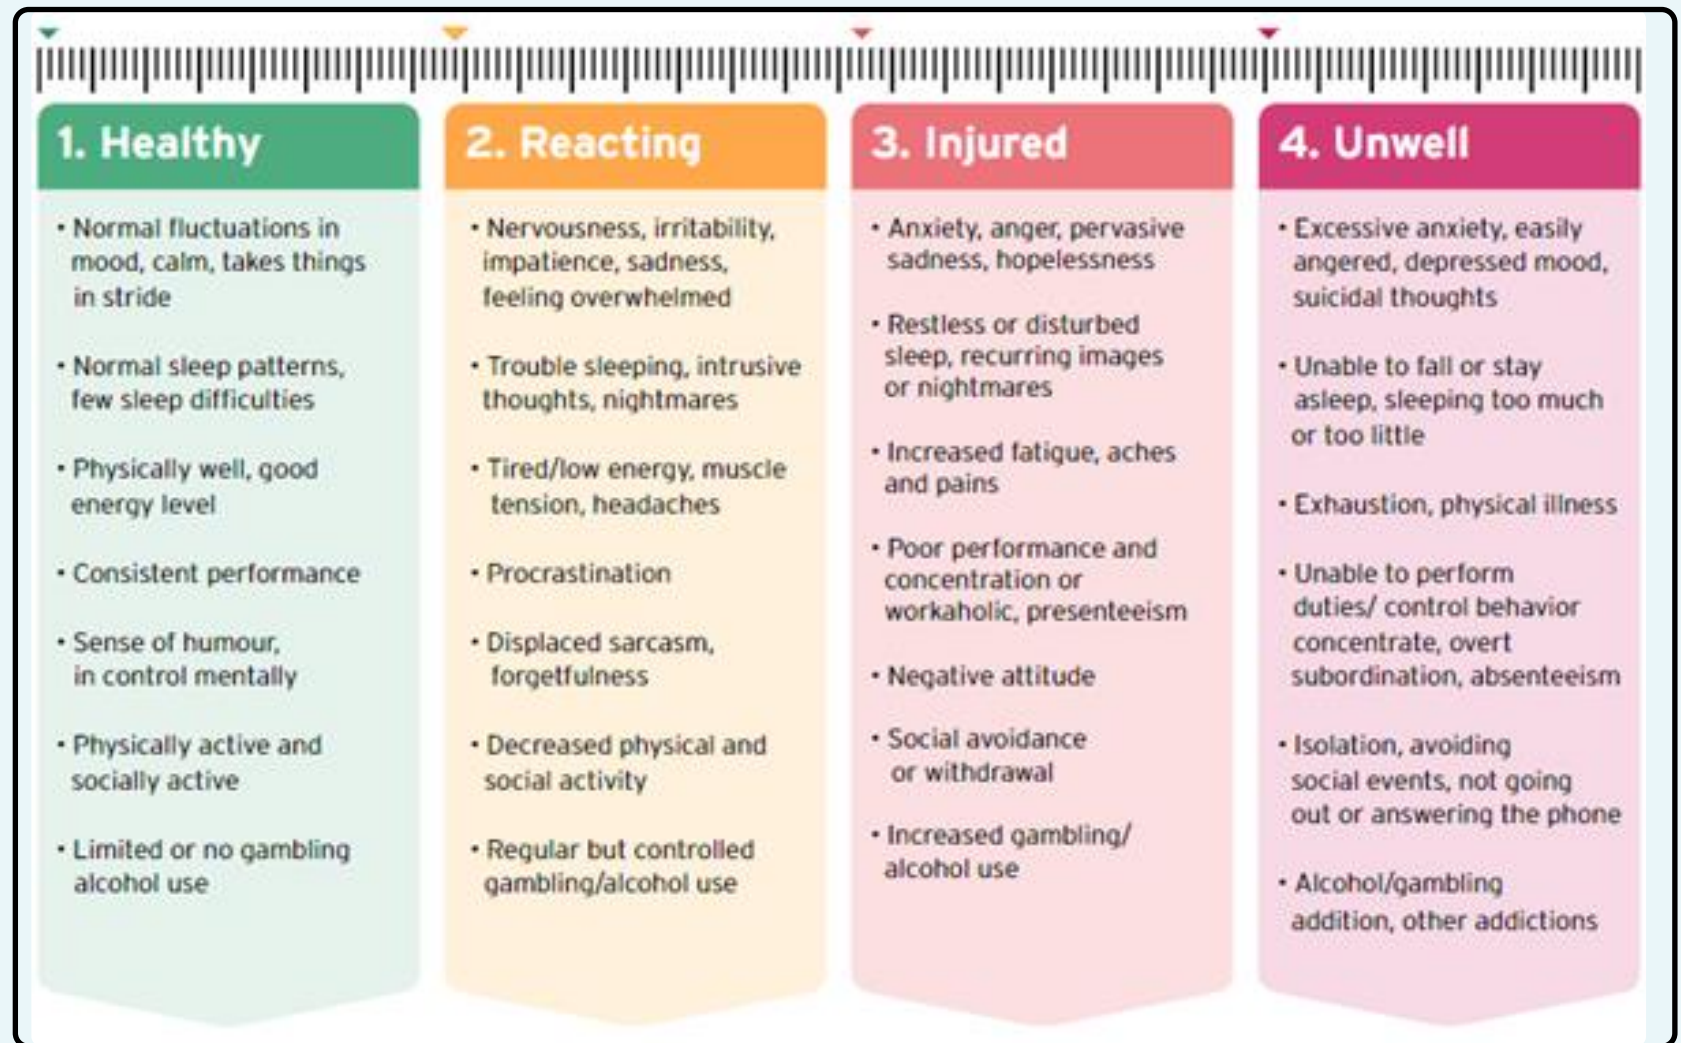 1. Healthy
• Normal fluctuations in
mood, calm, takes things
in stride
• Normal sleep patterns,
few sleep difficulties
• Physically well, good
energy level
• Consistent performance
• Sense of humour,
in control mentally
• Physically active and
socially active
• Limited or no gambling
alcohol use
2. Reacting
• Nervousness, irritability,
impatience, sadness,
feeling overwhelmed
• Trouble sleeping, intrusive
thoughts, nightmares
• Tired/low energy, muscle
tension, headaches
• Procrastination
• Displaced sarcasm,
forgetfulness
• Decreased physical and
social activity
• Regular but controlled
gambling/alcohol use
3. Injured
• Anxiety, anger, pervasive
sadness, hopelessness
• Restless or disturbed
sleep, recurring images
or nightmares
• Increased fatigue, aches
and pains
• Poor performance and
concentration or
workaholic, presenteeism
• Negative attitude
• Social avoidance
or withdrawal
• Increased gambling/
alcohol use
4. Unwell
• Excessive anxiety, easily
angered, depressed mood,
suicidal thoughts
• Unable to fall or stay
asleep, sleeping too much
or too little
• Exhaustion, physical illness
• Unable to perform
duties/ control behavior
concentrate, overt
subordination, absenteeism
• Isolation, avoiding
social events, not going
out or answering the phone
• Alcohol/gambling
addition, other addictions